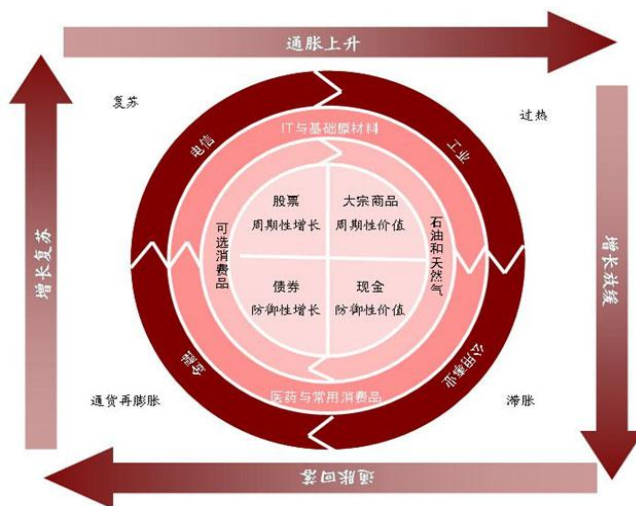 通胀上升
复苏
过热
电信
IT与基础原材料
工业
股票
周期性增长
大宗商品
周期性价值
增长复苏
可选消费品
石油和天然气
增长放缓
债券
防御性增长
现金
防御性价值
金融
公用事业
医药与常用消费品
通货再膨胀
滞胀
通胀回落